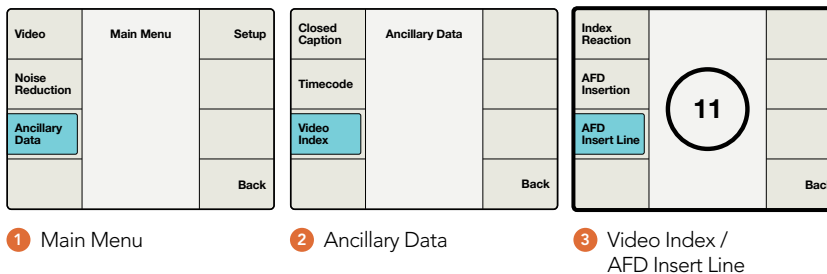 Video
Main Menu
Setup
Noise
Reduction
Ancillary
Data
Back
1 Main Menu
Closed
Caption
Ancillary Data
Timecode
Video
Index
Back
2 Ancillary Data
Index
Reaction
AFD
Insertion
11
AFD
Insert Line
Bac
3 Video Index /
AFD Insert Line